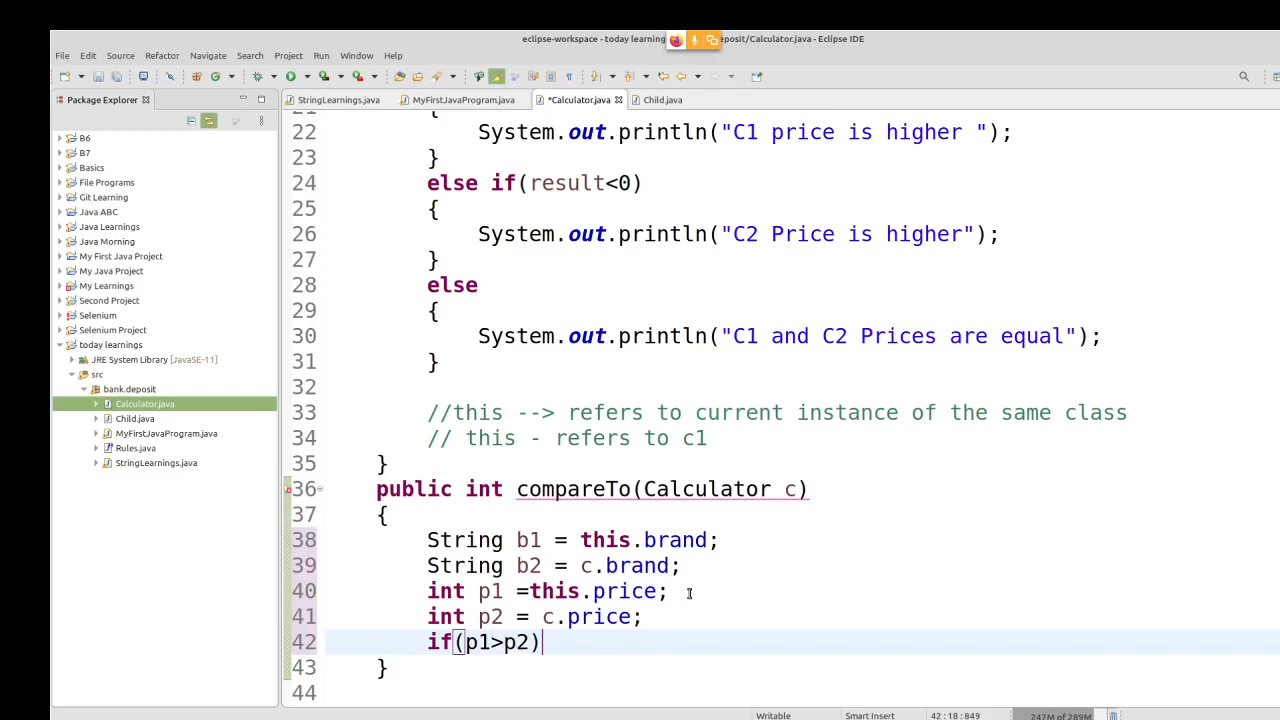 eclipse-workspace - today learning eposit/Calculator.java - Eclipse IDE
File Edit Source Refactor Navigate Search Project Run Window Help
Package Explorer
StringLearnings.java MyFirstJavaProgram.java *Calculator.java Child.java
B6
B7
Basics
File Programs
Git Learning
Java ABC
Java Learnings
Java Morning
My First Java Project
My Java Project
My Learnings
Second Project
Selenium
Selenium Project
today learnings
JRE System Library [JavaSE-11]
src
bank.deposit
Calculator.java
Child.java
MyFirstJavaProgram.java
Rules.java
StringLearnings.java
21 {
22 System.out.println("C1 price is higher ");
23 }
24 else if(result<0)
25 {
26 System.out.println("C2 Price is higher");
27 }
28 else
29 {
30 System.out.println("C1 and C2 Prices are equal");
31 }
32
33 //this --> refers to current instance of the same class
34 // this - refers to c1
35 }
36 public int compareTo(Calculator c)
37 {
38 String b1 = this.brand;
39 String b2 = c.brand;
40 int p1 =this.price;
41 int p2 = c.price;
42 if(p1>p2)
43 }
44
Writable Smart Insert 42 : 18 : 849 247M of 289M